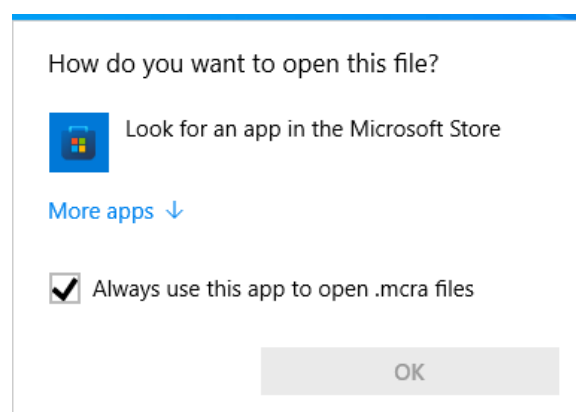 How do you want to open this file?
Look for an app in the Microsoft Store
More apps ↓
Always use this app to open .mcra files
OK